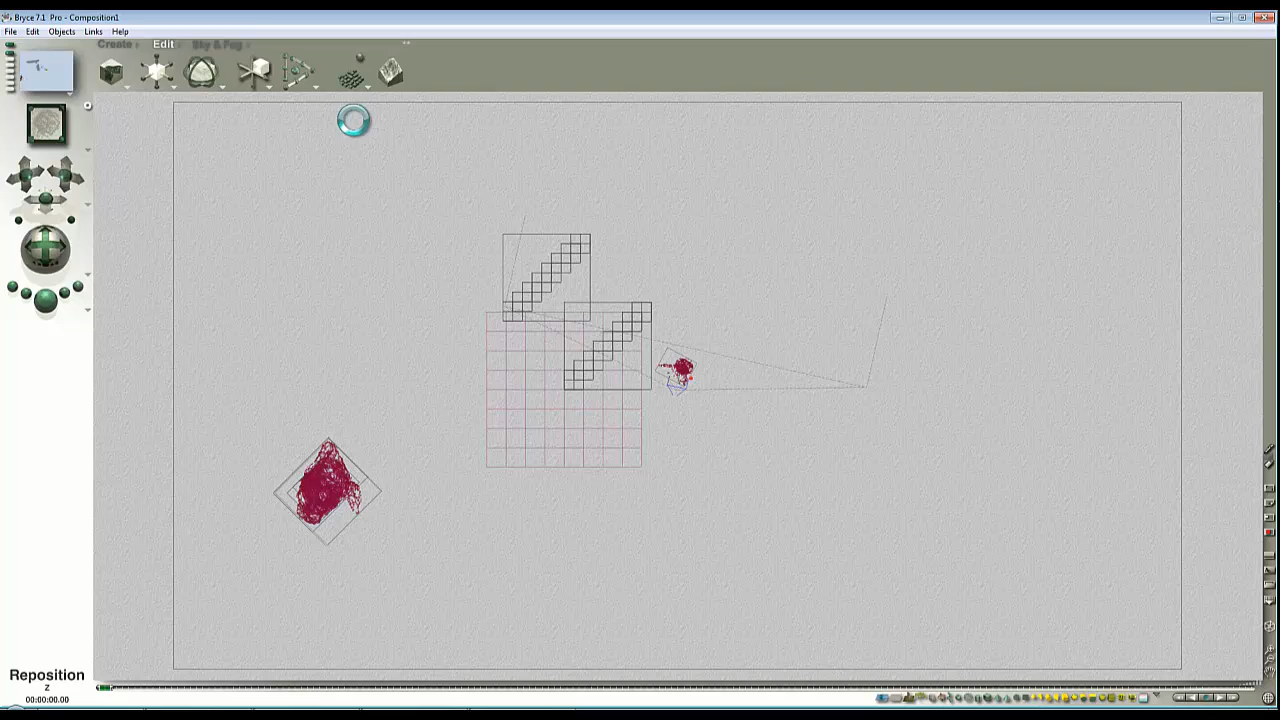 Bryce 7.1 Pro - Composition1
File Edit Objects Links Help
Create Edit Sky & Fog
Reposition
Z
00:00:00.00